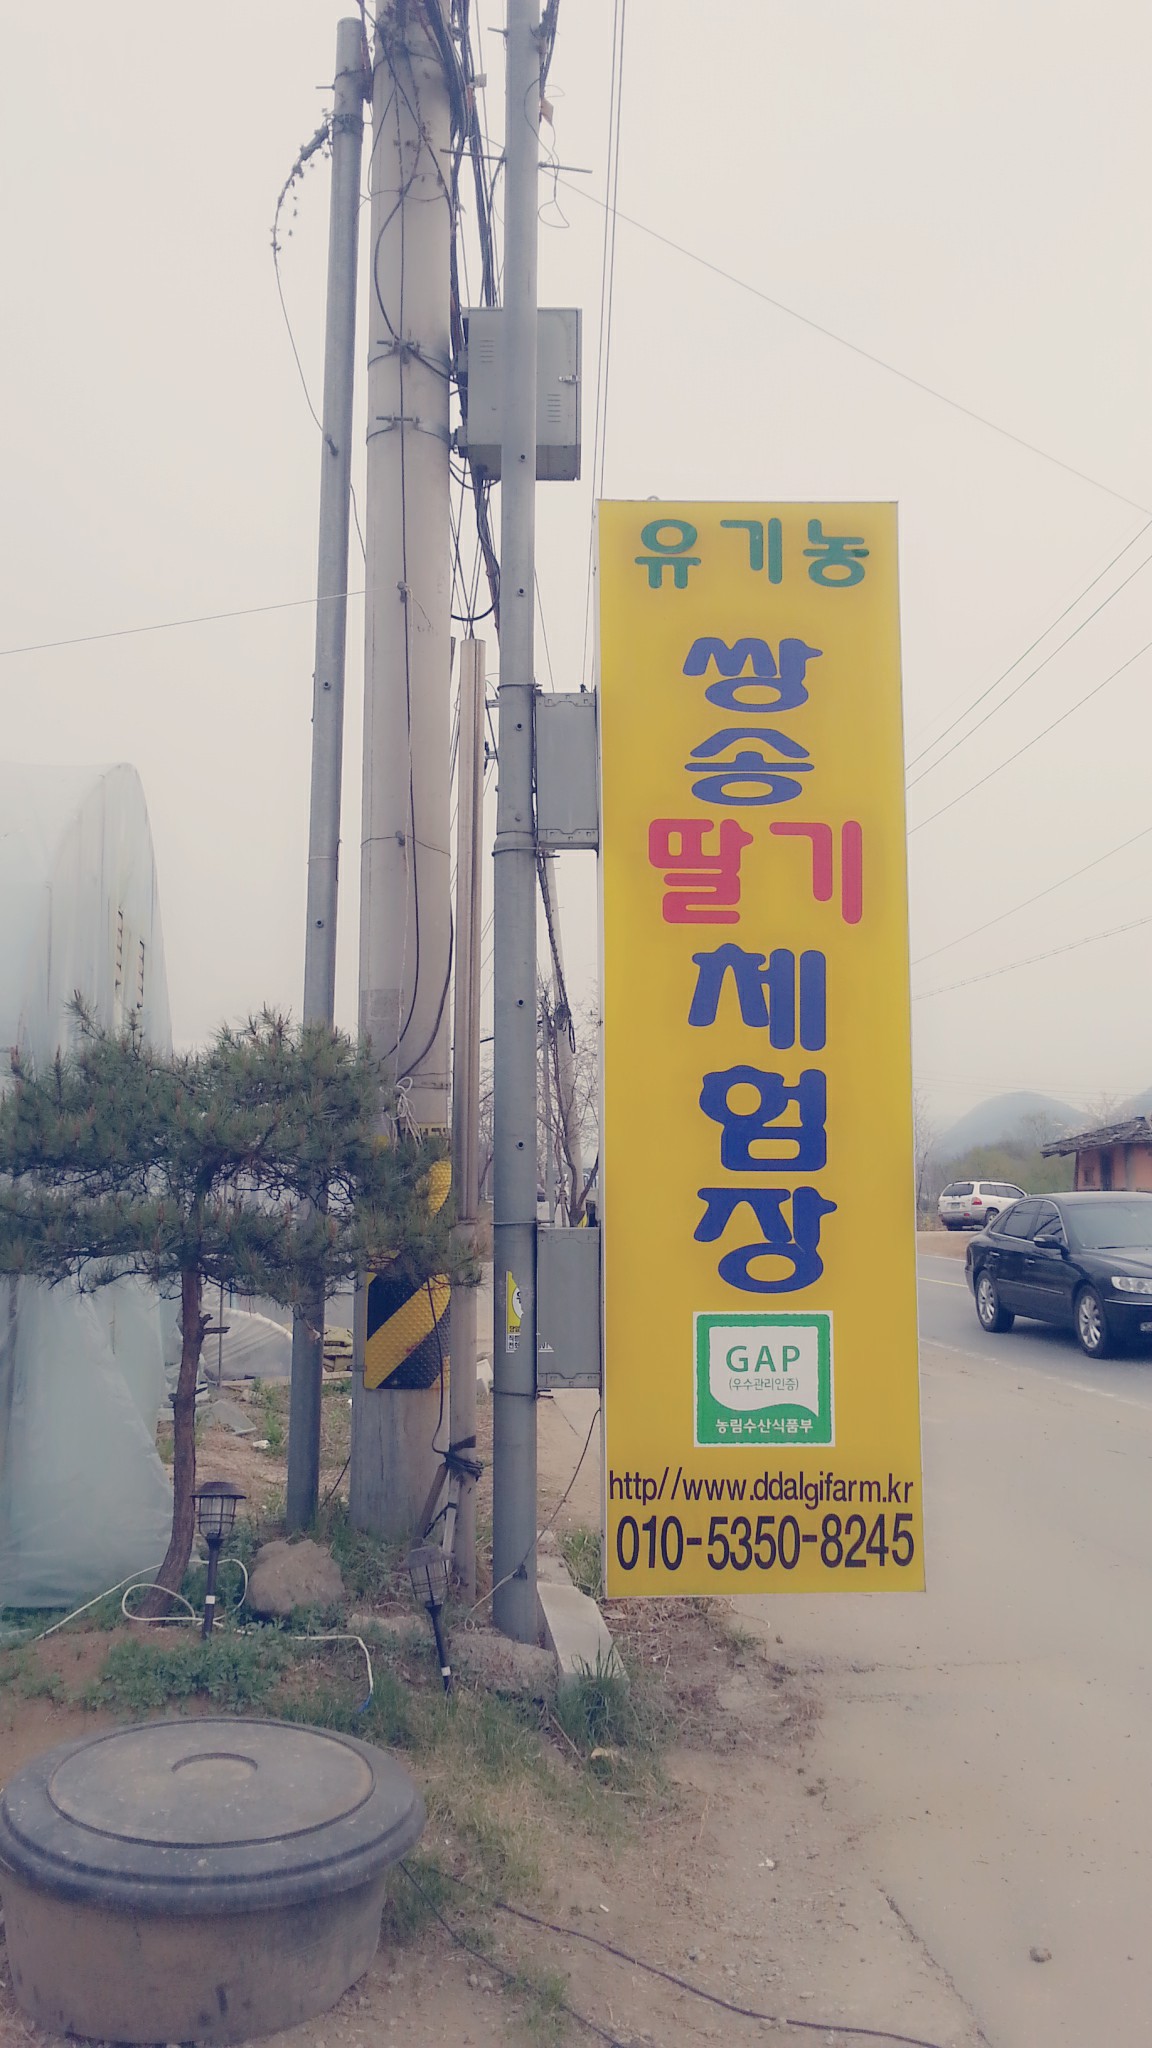 유기농
쌍
송
딸기
체
험
장
GAP
(우수관리인증)
농림수산식품부
http//www.ddalgifarm.kr
010-5350-8245